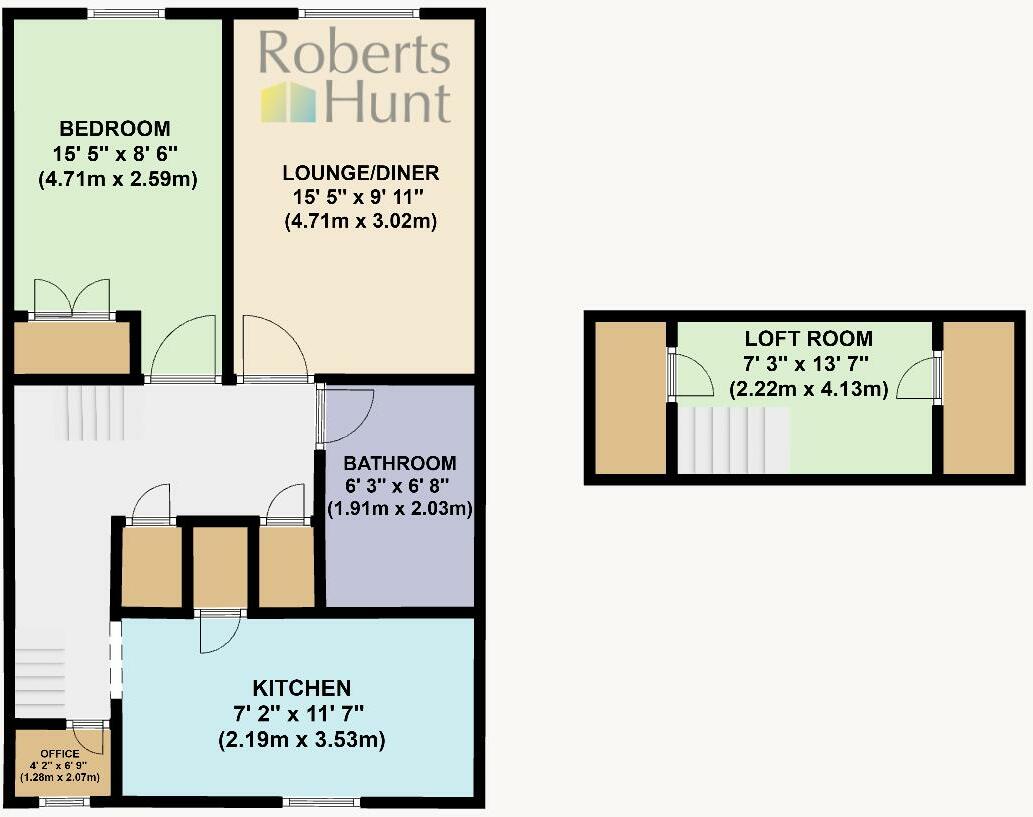 Roberts
Hunt
BEDROOM
15' 5" x 8' 6"
(4.71m x 2.59m)
LOUNGE/DINER
15' 5" x 9' 11"
(4.71m x 3.02m)
LOFT ROOM
7' 3" x 13' 7"
(2.22m x 4.13m)
BATHROOM
6' 3" x 6' 8"
(1.91m x 2.03m)
KITCHEN
7' 2" x 11' 7"
(2.19m x 3.53m)
OFFICE
4' 2" x 6' 9"
(1.28m x 2.07m)